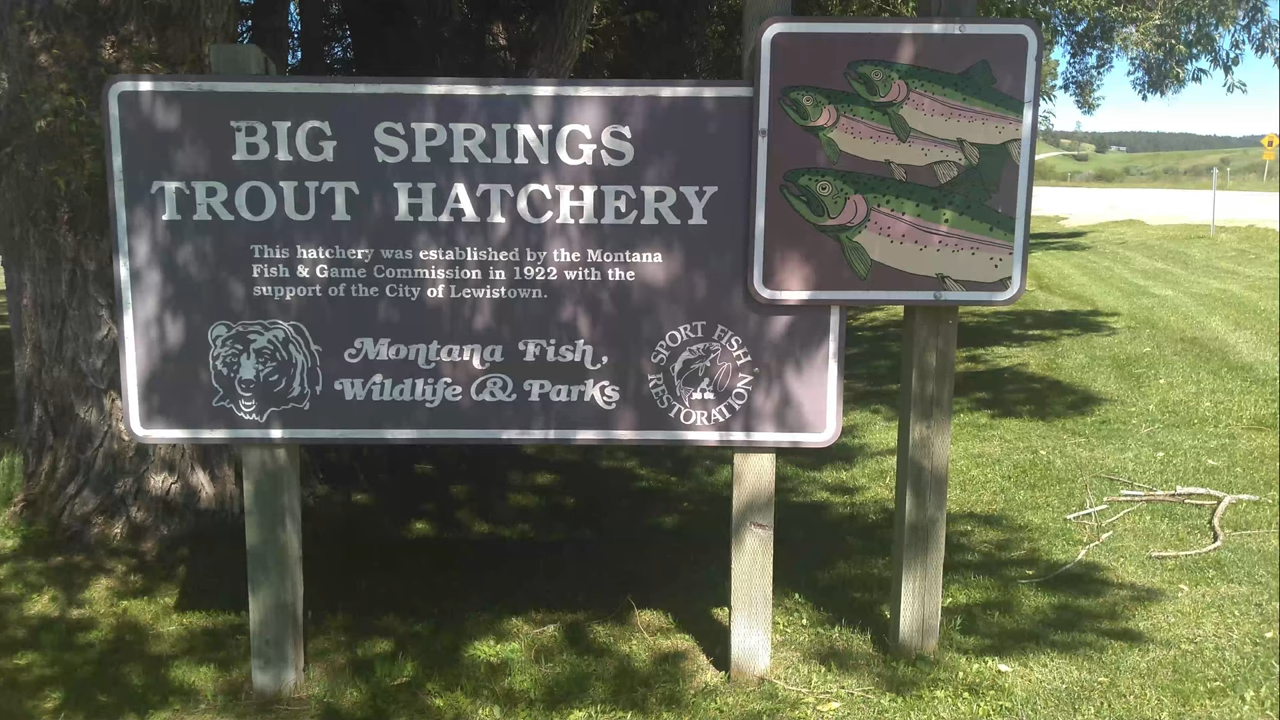 BIG SPRINGS
TROUT HATCHERY
This hatchery was established by the Montana
Fish & Game Commission in 1922 with the
support of the City of Lewistown.
Montana Fish,
Wildlife & Parks
SPORT FISH
RESTORATION